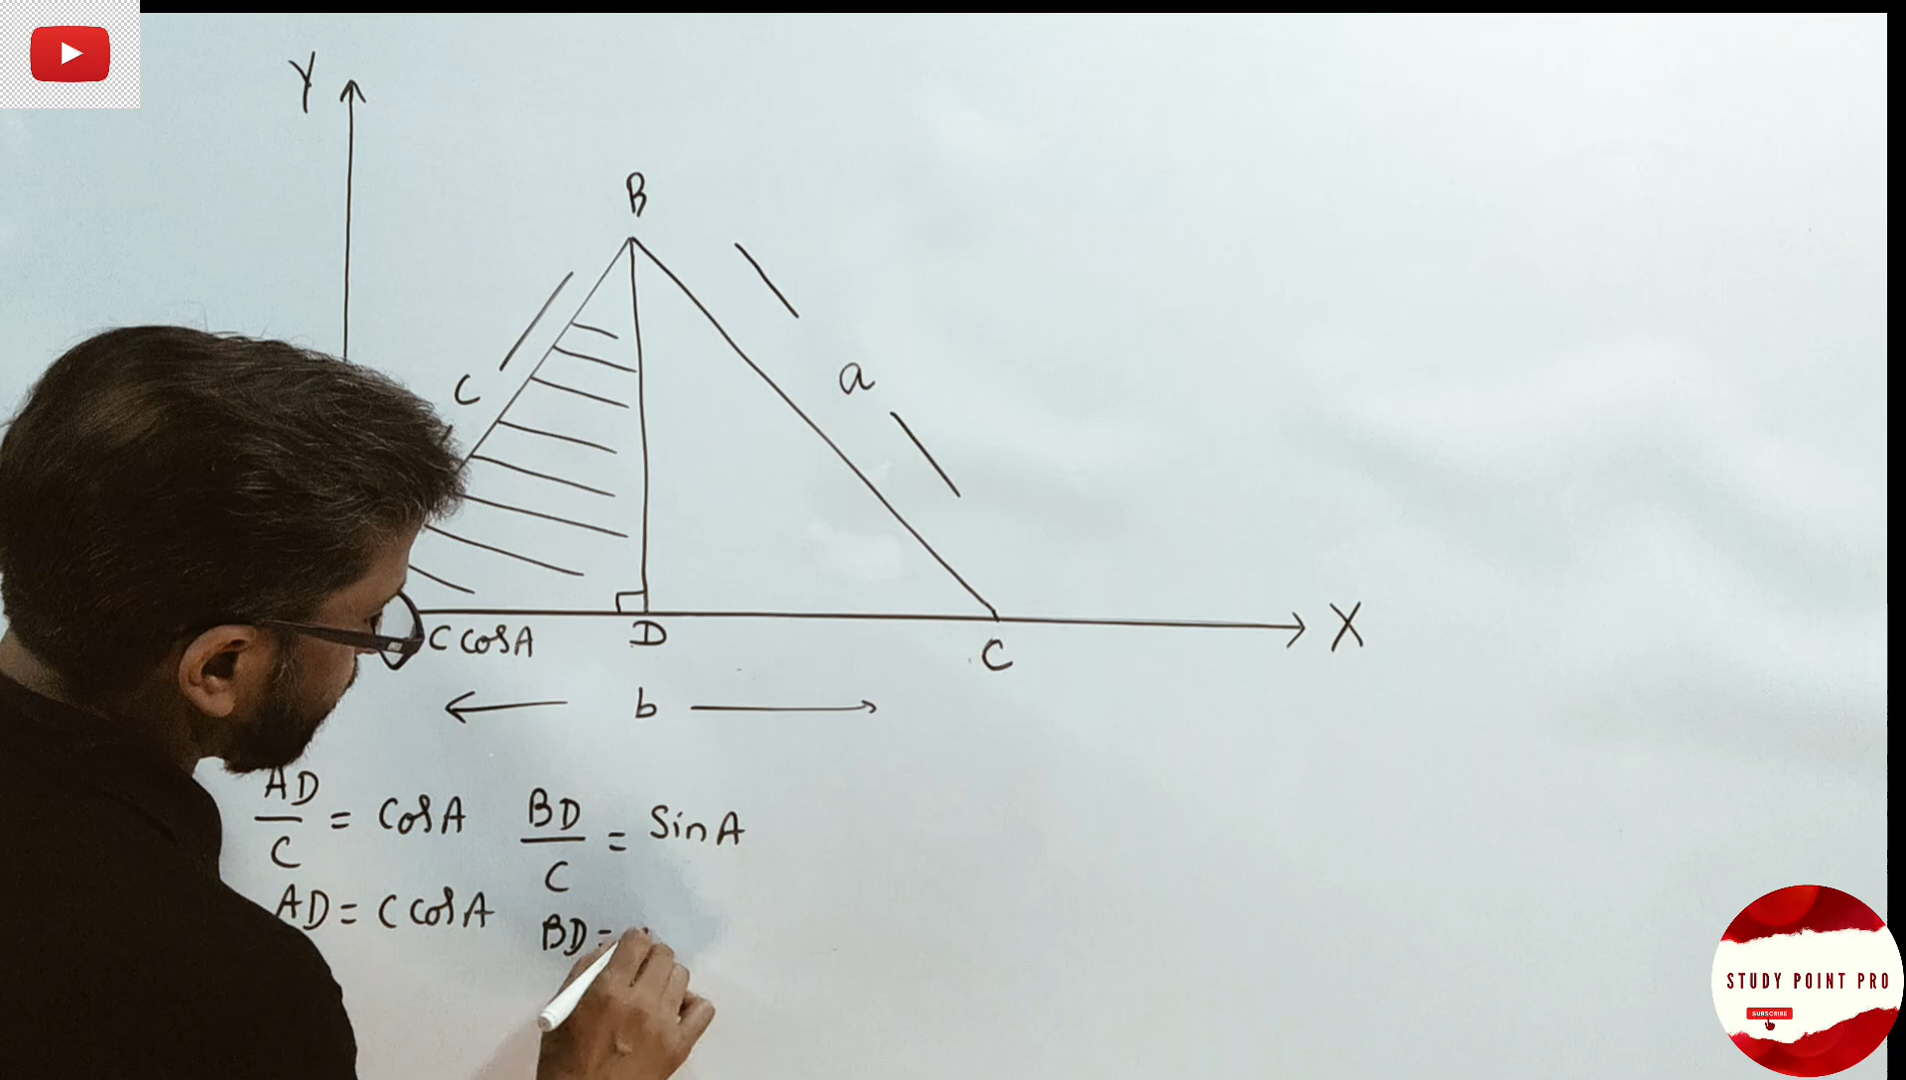 Y
B
C
a
C cosA
D
C
X
b
AD/C = cosA
BD/C = SinA
AD = C cosA
BD =
STUDY POINT PRO
SUBSCRIBE